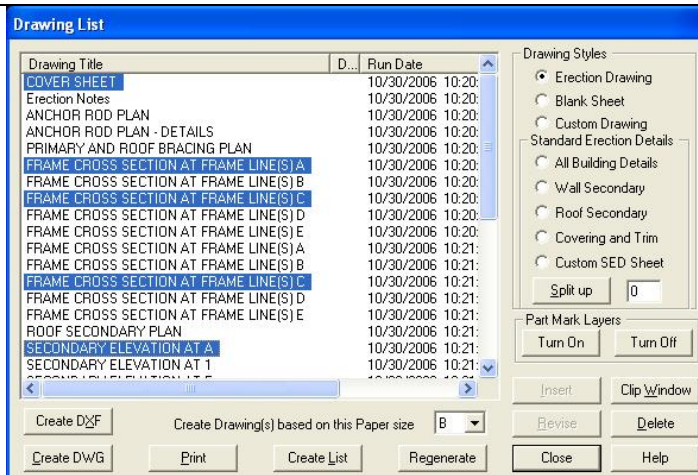 Drawing List
Drawing Title D... Run Date
COVER SHEET 10/30/2006 10:20:
Erection Notes 10/30/2006 10:20:
ANCHOR ROD PLAN 10/30/2006 10:20:
ANCHOR ROD PLAN - DETAILS 10/30/2006 10:20:
PRIMARY AND ROOF BRACING PLAN 10/30/2006 10:20:
FRAME CROSS SECTION AT FRAME LINE(S) A 10/30/2006 10:20:
FRAME CROSS SECTION AT FRAME LINE(S) B 10/30/2006 10:20:
FRAME CROSS SECTION AT FRAME LINE(S) C 10/30/2006 10:20:
FRAME CROSS SECTION AT FRAME LINE(S) D 10/30/2006 10:20:
FRAME CROSS SECTION AT FRAME LINE(S) E 10/30/2006 10:20:
FRAME CROSS SECTION AT FRAME LINE(S) A 10/30/2006 10:21:
FRAME CROSS SECTION AT FRAME LINE(S) B 10/30/2006 10:21:
FRAME CROSS SECTION AT FRAME LINE(S) C 10/30/2006 10:21:
FRAME CROSS SECTION AT FRAME LINE(S) D 10/30/2006 10:21:
FRAME CROSS SECTION AT FRAME LINE(S) E 10/30/2006 10:21:
ROOF SECONDARY PLAN 10/30/2006 10:21:
SECONDARY ELEVATION AT A 10/30/2006 10:21:
SECONDARY ELEVATION AT 1 10/30/2006 10:21:
Create DXF
Create Drawing(s) based on this Paper size B
Create DWG
Print
Create List
Regenerate
Drawing Styles
Erection Drawing
Blank Sheet
Custom Drawing
Standard Erection Details
All Building Details
Wall Secondary
Roof Secondary
Covering and Trim
Custom SED Sheet
Split up 0
Part Mark Layers
Turn On Turn Off
Insert Clip Window
Revise Delete
Close Help